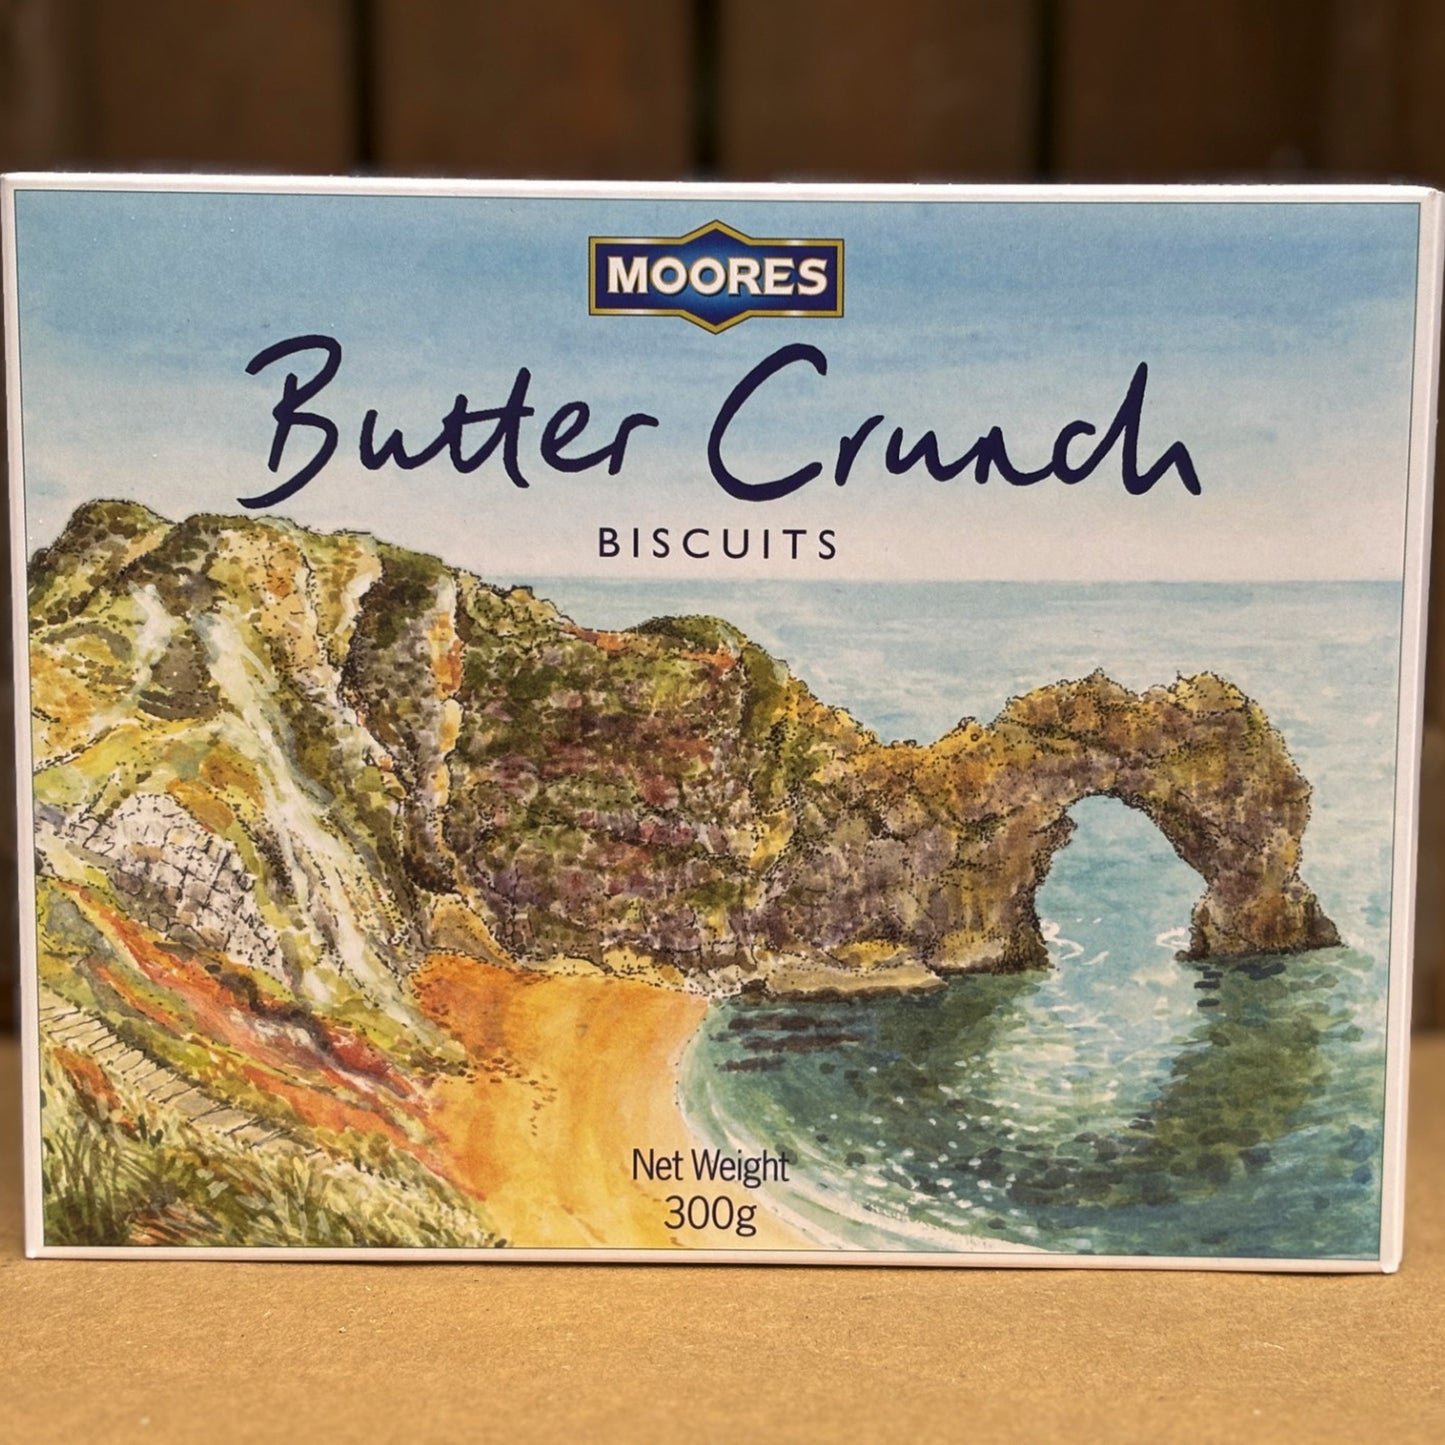 MOORES
Butter Crunch
BISCUITS
Net Weight
300g